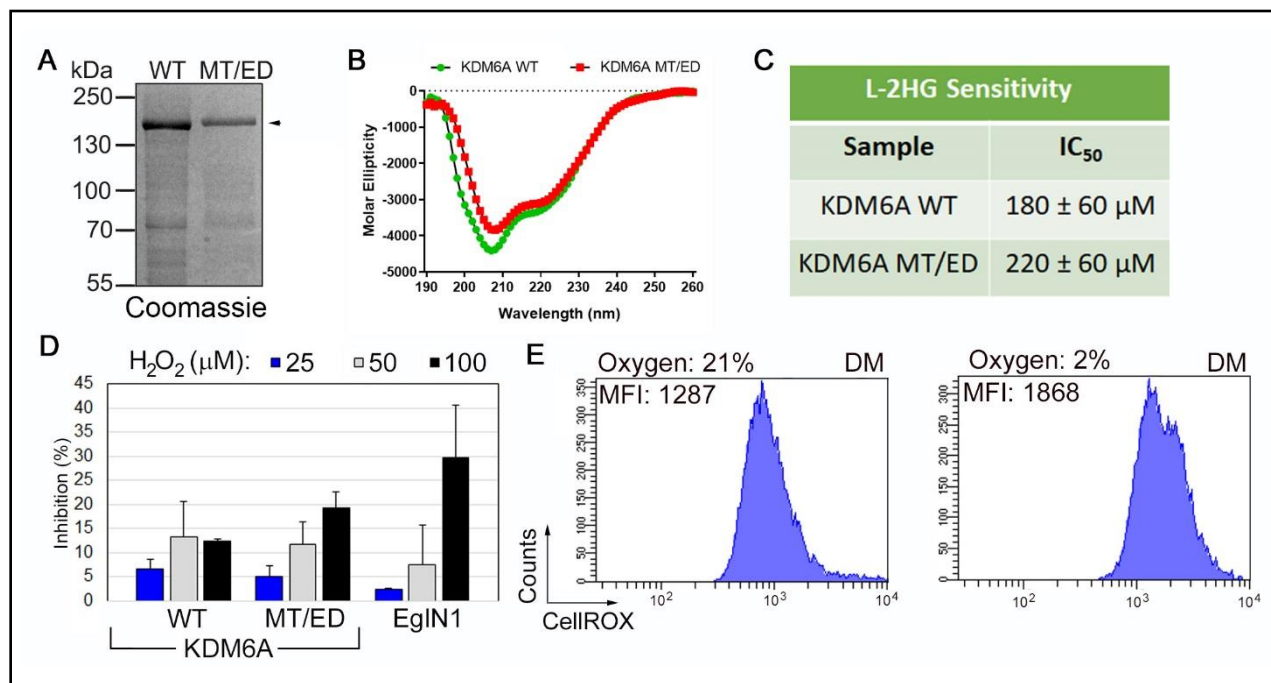 A
kDa WT MT/ED
250
130
100
70
55
Coomassie
B
KDM6A WT KDM6A MT/ED
Molar Ellipticity
0
-1000
-2000
-3000
-4000
-5000
190 200 210 220 230 240 250 260
Wavelength (nm)
C
L-2HG Sensitivity
Sample IC50
KDM6A WT 180 ± 60 µM
KDM6A MT/ED 220 ± 60 µM
D
H2O2 (µM): 25 50 100
Inhibition (%)
45
40
35
30
25
20
15
10
5
0
WT MT/ED EglN1
KDM6A
E
Oxygen: 21% DM
MFI: 1287
350
300
250
200
150
100
50
0
10² 10³ 10⁴
Counts
CellROX
Oxygen: 2% DM
MFI: 1868
300
250
200
150
100
50
0
10² 10³ 10⁴